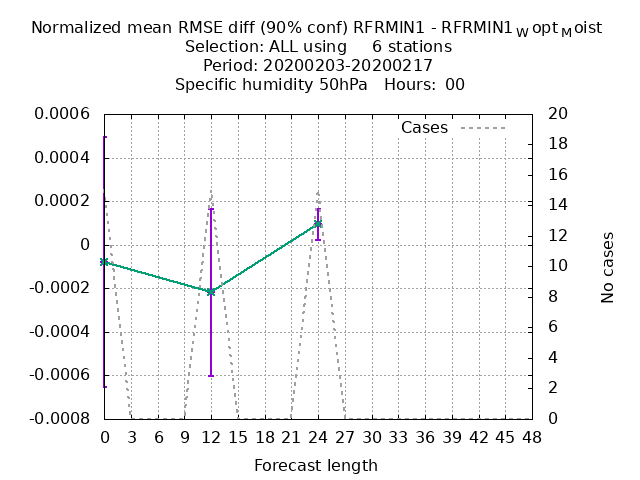 Normalized mean RMSE diff (90% conf) RFRMIN1 - RFRMIN1WoptMoist
Selection: ALL using 6 stations
Period: 20200203-20200217
Specific humidity 50hPa Hours: 00
Cases
0.0006
0.0004
0.0002
0
-0.0002
-0.0004
-0.0006
-0.0008
20
18
16
14
12
10
8
6
4
2
0
No cases
0 3 6 9 12 15 18 21 24 27 30 33 36 39 42 45 48
Forecast length